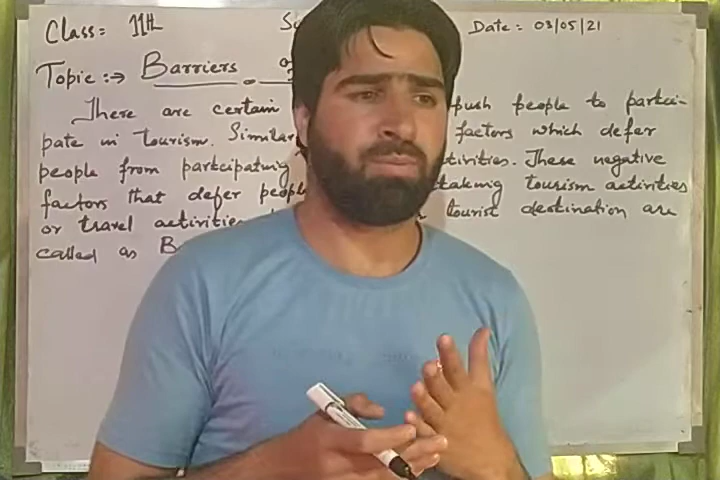 Class= 11th Date: 03/05/21
Topic :→ Barriers
There are certain push people to partici-
pate in tourism. Similar factors which defer
people from participating tivities. These negative
factors that defer people taking tourism activities
or travel activities tourist destination are
called as B